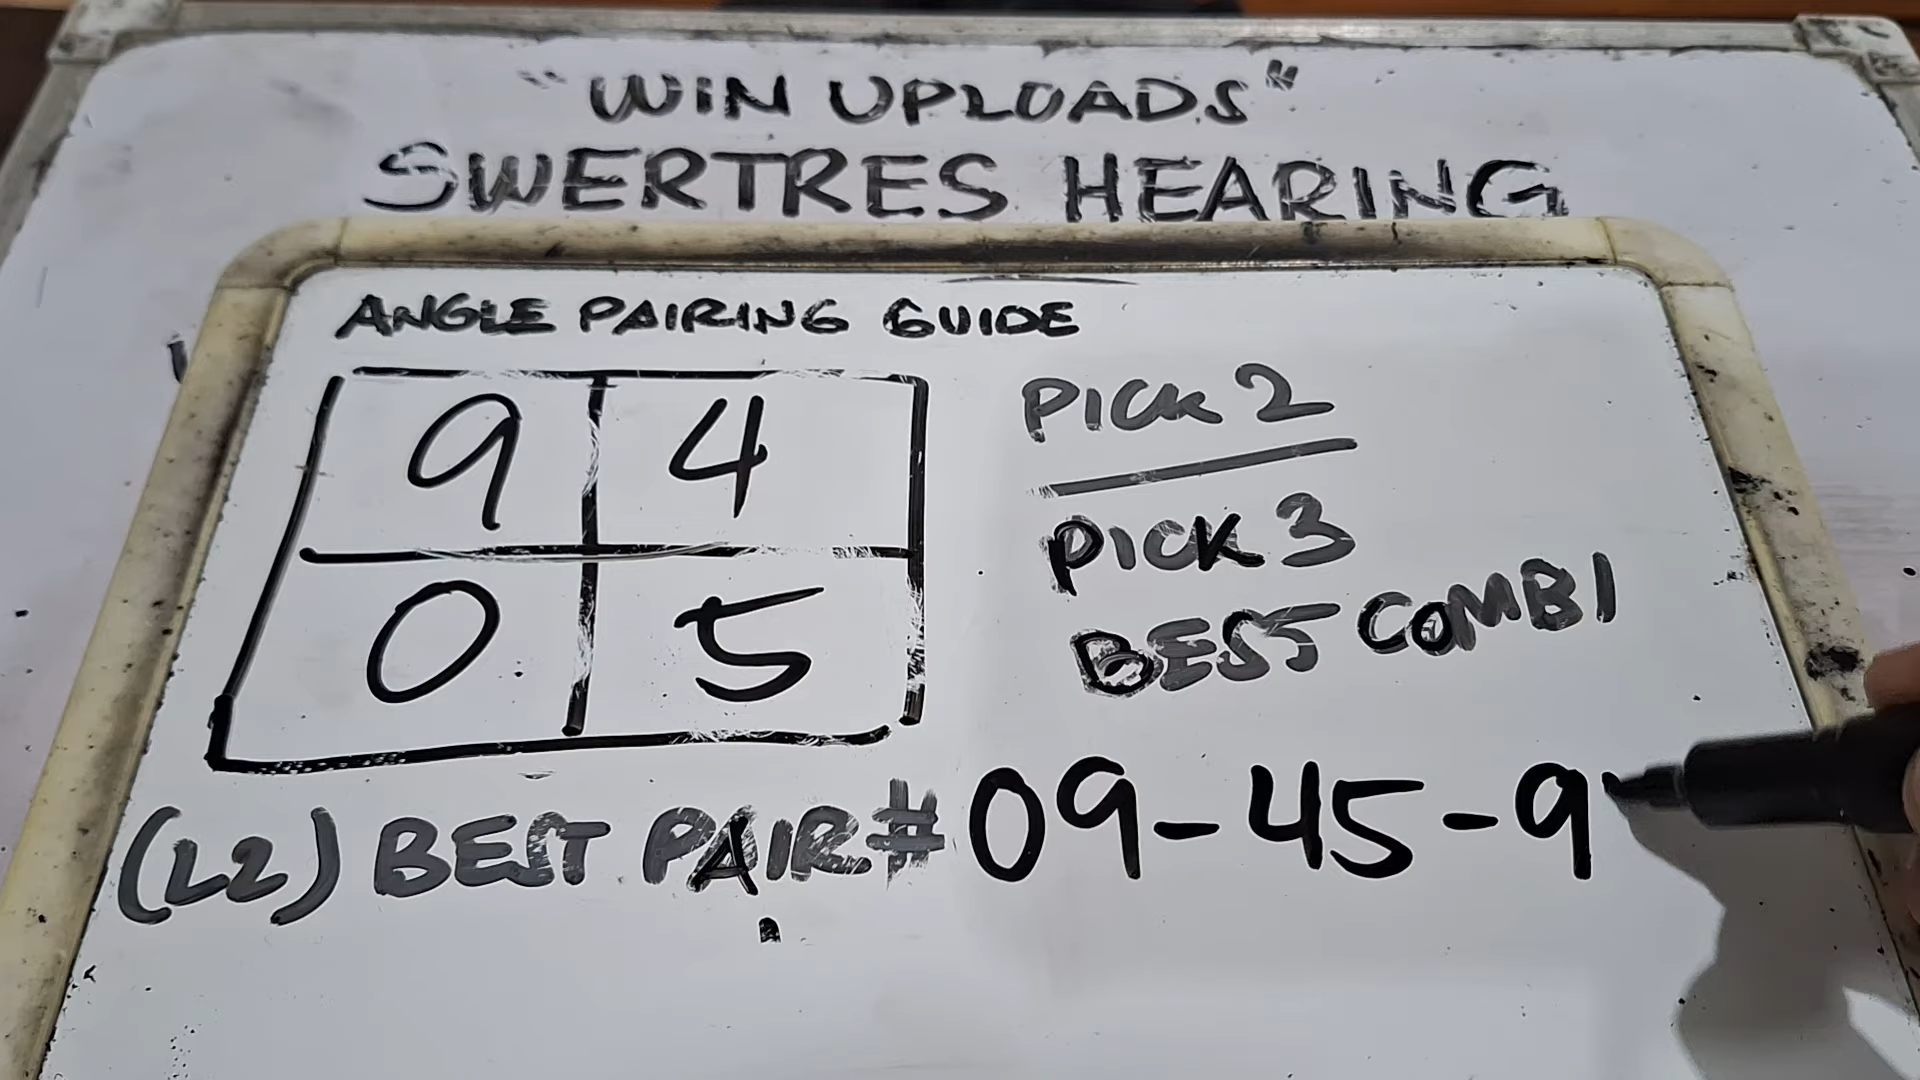 "WIN UPLOADS"
SWERTRES HEARING
ANGLE PAIRING GUIDE
9 4
0 5
PICK 2
PICK 3
BEST COMBI
(L2) BEST PAIR# 09-45-9